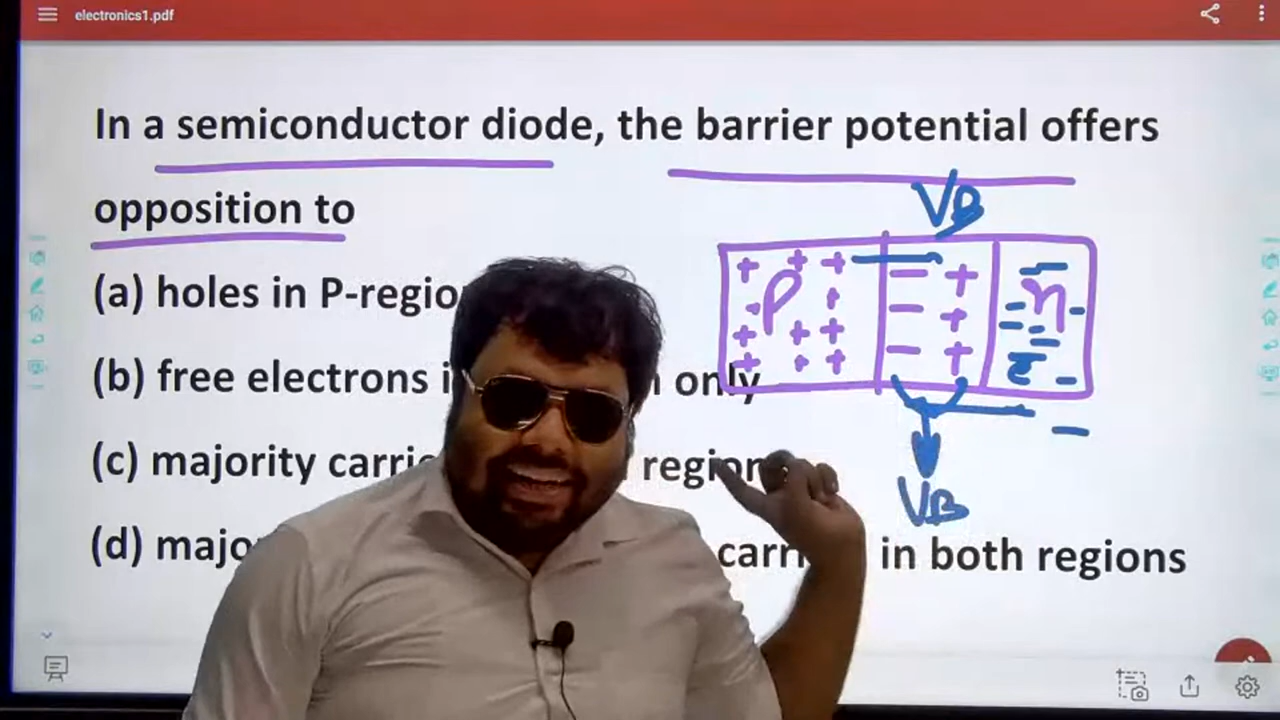 electronics1.pdf
In a semiconductor diode, the barrier potential offers
opposition to
(a) holes in P-regio
(b) free electrons i only
(c) majority carri region
(d) majo carri in both regions
VB
P
n
VB